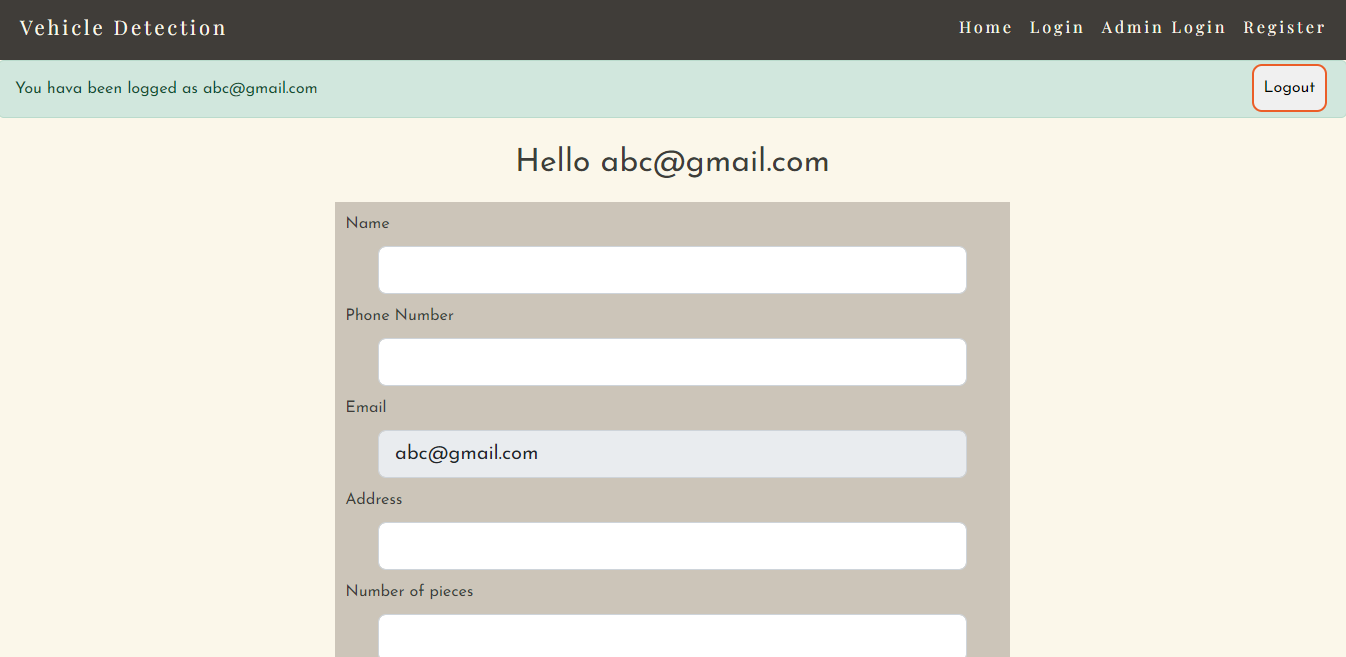 Vehicle Detection Home Login Admin Login Register
You hava been logged as abc@gmail.com Logout
Hello abc@gmail.com
Name
Phone Number
Email
abc@gmail.com
Address
Number of pieces